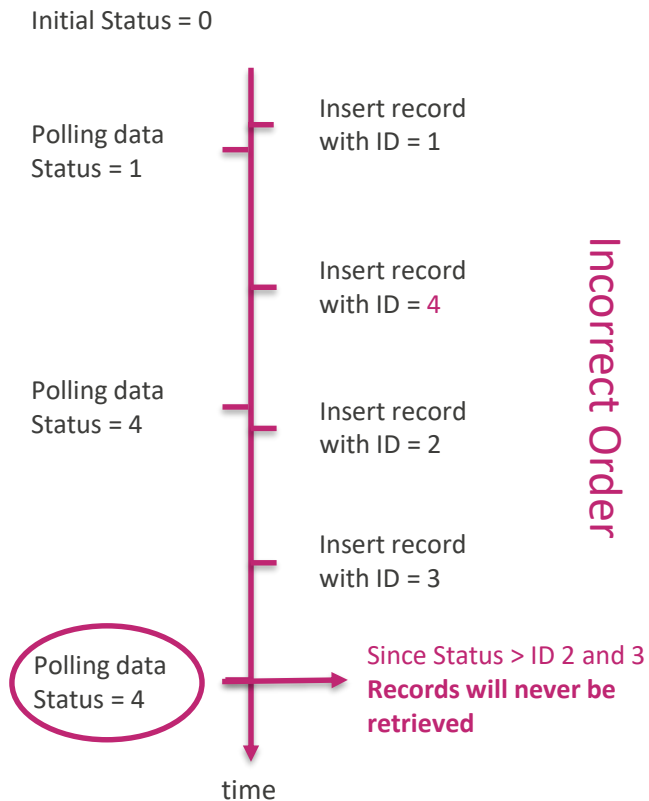 Initial Status = 0
Insert record
with ID = 1
Polling data
Status = 1
Insert record
with ID = 4
Polling data
Status = 4
Insert record
with ID = 2
Incorrect Order
Insert record
with ID = 3
Polling data
Status = 4
Since Status > ID 2 and 3
Records will never be
retrieved
time